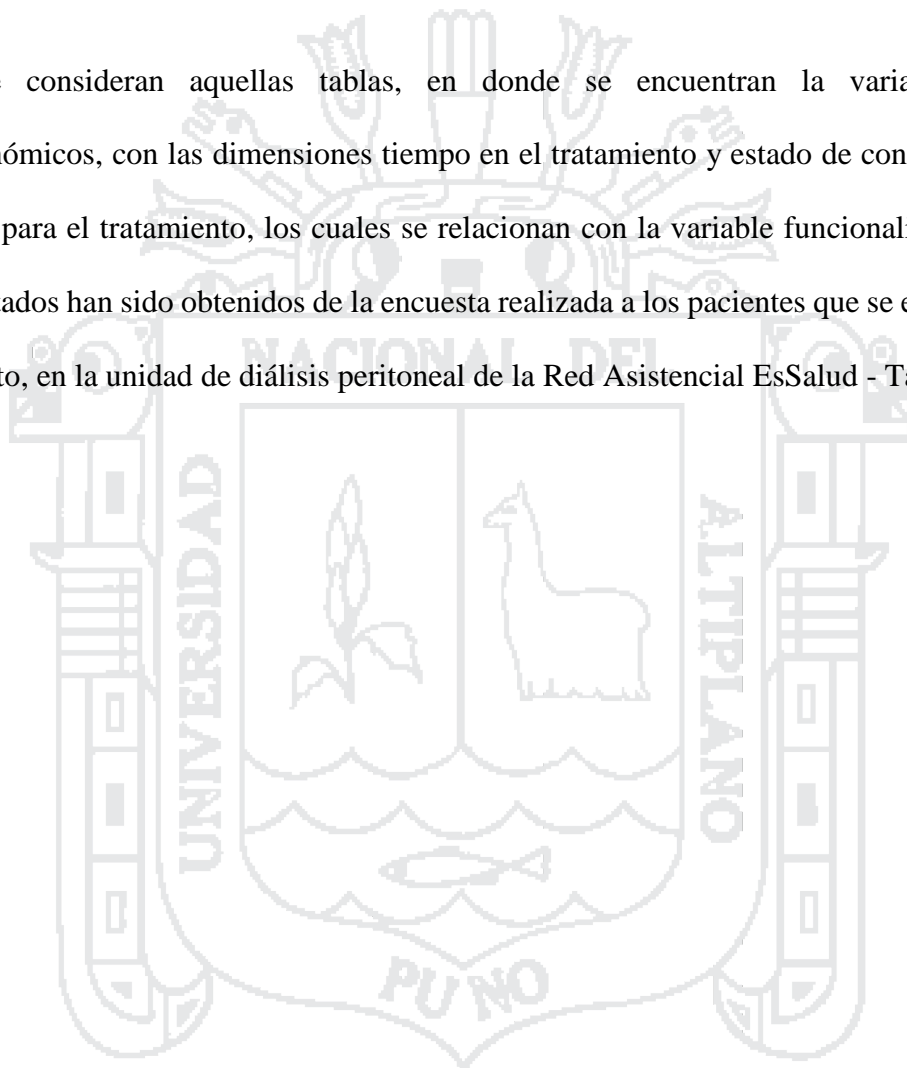 consideran aquellas tablas, en donde se encuentran la varia
nómicos, con las dimensiones tiempo en el tratamiento y estado de con
para el tratamiento, los cuales se relacionan con la variable funcional
tados han sido obtenidos de la encuesta realizada a los pacientes que se e
to, en la unidad de diálisis peritoneal de la Red Asistencial EsSalud - Ta
NACIONAL DEL
UNIVERSIDAD
ALTIPLANO
PUNO